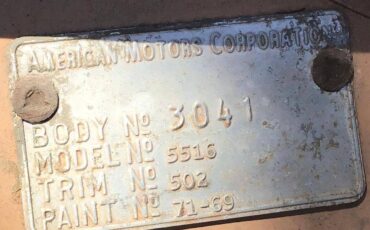 AMERICAN MOTORS CORPORATION
BODY No 3041
MODEL No 5516
TRIM No 502
PAINT No 71-69